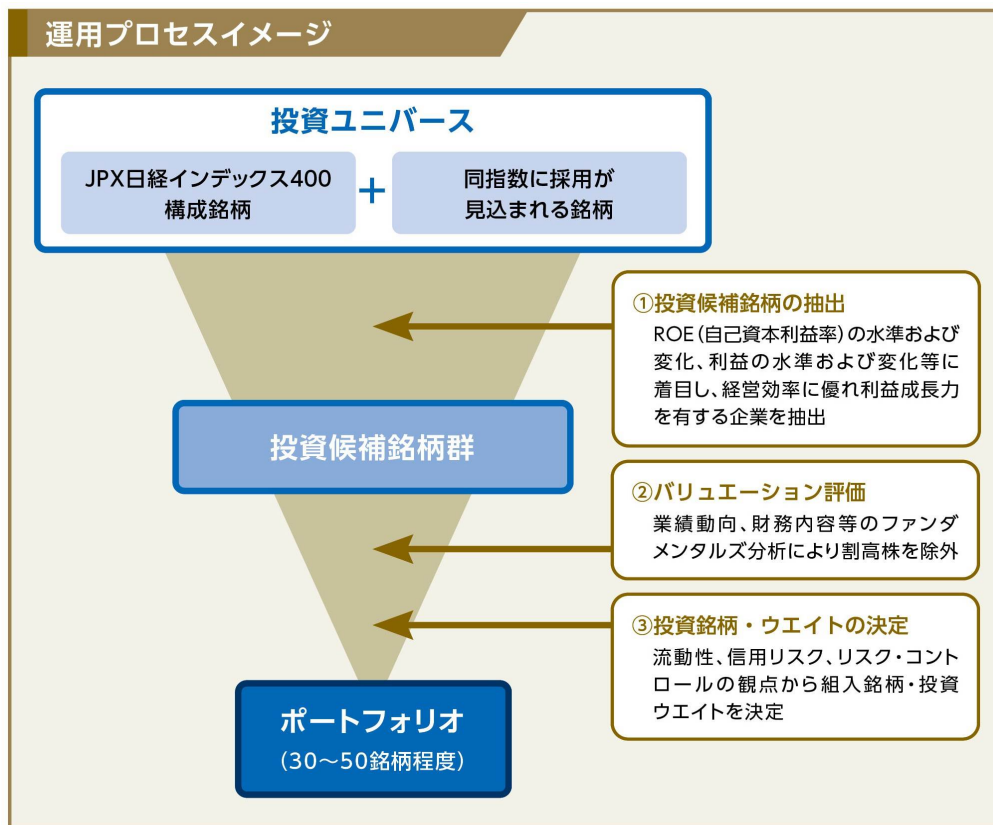 運用プロセスイメージ
投資ユニバース
JPX日経インデックス400
構成銘柄
+
同指数に採用が
見込まれる銘柄
①投資候補銘柄の抽出
ROE(自己資本利益率)の水準および
変化、利益の水準および変化等に
着目し、経営効率に優れ利益成長力
を有する企業を抽出
投資候補銘柄群
②バリュエーション評価
業績動向、財務内容等のファンダ
メンタルズ分析により割高株を除外
③投資銘柄・ウエイトの決定
流動性、信用リスク、リスク・コント
ロールの観点から組入銘柄・投資
ウエイトを決定
ポートフォリオ
(30〜50銘柄程度)